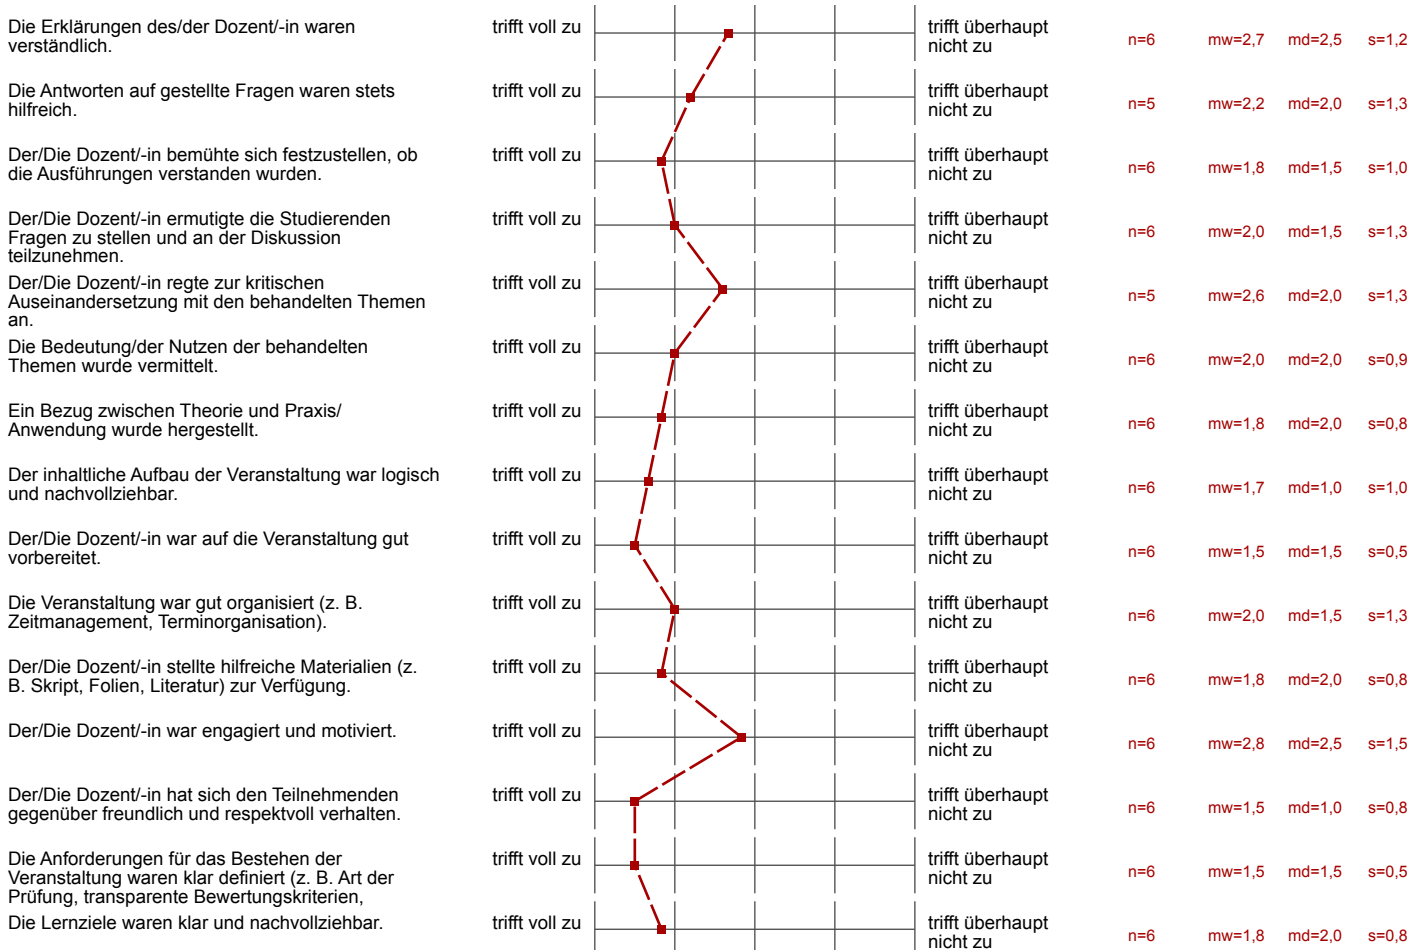 Die Erklärungen des/der Dozent/-in waren
verständlich.
trifft voll zu
trifft überhaupt
nicht zu
n=6 mw=2,7 md=2,5 s=1,2
Die Antworten auf gestellte Fragen waren stets
hilfreich.
trifft voll zu
trifft überhaupt
nicht zu
n=5 mw=2,2 md=2,0 s=1,3
Der/Die Dozent/-in bemühte sich festzustellen, ob
die Ausführungen verstanden wurden.
trifft voll zu
trifft überhaupt
nicht zu
n=6 mw=1,8 md=1,5 s=1,0
Der/Die Dozent/-in ermutigte die Studierenden
Fragen zu stellen und an der Diskussion
teilzunehmen.
trifft voll zu
trifft überhaupt
nicht zu
n=6 mw=2,0 md=1,5 s=1,3
Der/Die Dozent/-in regte zur kritischen
Auseinandersetzung mit den behandelten Themen
an.
trifft voll zu
trifft überhaupt
nicht zu
n=5 mw=2,6 md=2,0 s=1,3
Die Bedeutung/der Nutzen der behandelten
Themen wurde vermittelt.
trifft voll zu
trifft überhaupt
nicht zu
n=6 mw=2,0 md=2,0 s=0,9
Ein Bezug zwischen Theorie und Praxis/
Anwendung wurde hergestellt.
trifft voll zu
trifft überhaupt
nicht zu
n=6 mw=1,8 md=2,0 s=0,8
Der inhaltliche Aufbau der Veranstaltung war logisch
und nachvollziehbar.
trifft voll zu
trifft überhaupt
nicht zu
n=6 mw=1,7 md=1,0 s=1,0
Der/Die Dozent/-in war auf die Veranstaltung gut
vorbereitet.
trifft voll zu
trifft überhaupt
nicht zu
n=6 mw=1,5 md=1,5 s=0,5
Die Veranstaltung war gut organisiert (z. B.
Zeitmanagement, Terminorganisation).
trifft voll zu
trifft überhaupt
nicht zu
n=6 mw=2,0 md=1,5 s=1,3
Der/Die Dozent/-in stellte hilfreiche Materialien (z.
B. Skript, Folien, Literatur) zur Verfügung.
trifft voll zu
trifft überhaupt
nicht zu
n=6 mw=1,8 md=2,0 s=0,8
Der/Die Dozent/-in war engagiert und motiviert.
trifft voll zu
trifft überhaupt
nicht zu
n=6 mw=2,8 md=2,5 s=1,5
Der/Die Dozent/-in hat sich den Teilnehmenden
gegenüber freundlich und respektvoll verhalten.
trifft voll zu
trifft überhaupt
nicht zu
n=6 mw=1,5 md=1,0 s=0,8
Die Anforderungen für das Bestehen der
Veranstaltung waren klar definiert (z. B. Art der
Prüfung, transparente Bewertungskriterien,
trifft voll zu
trifft überhaupt
nicht zu
n=6 mw=1,5 md=1,5 s=0,5
Die Lernziele waren klar und nachvollziehbar.
trifft voll zu
trifft überhaupt
nicht zu
n=6 mw=1,8 md=2,0 s=0,8